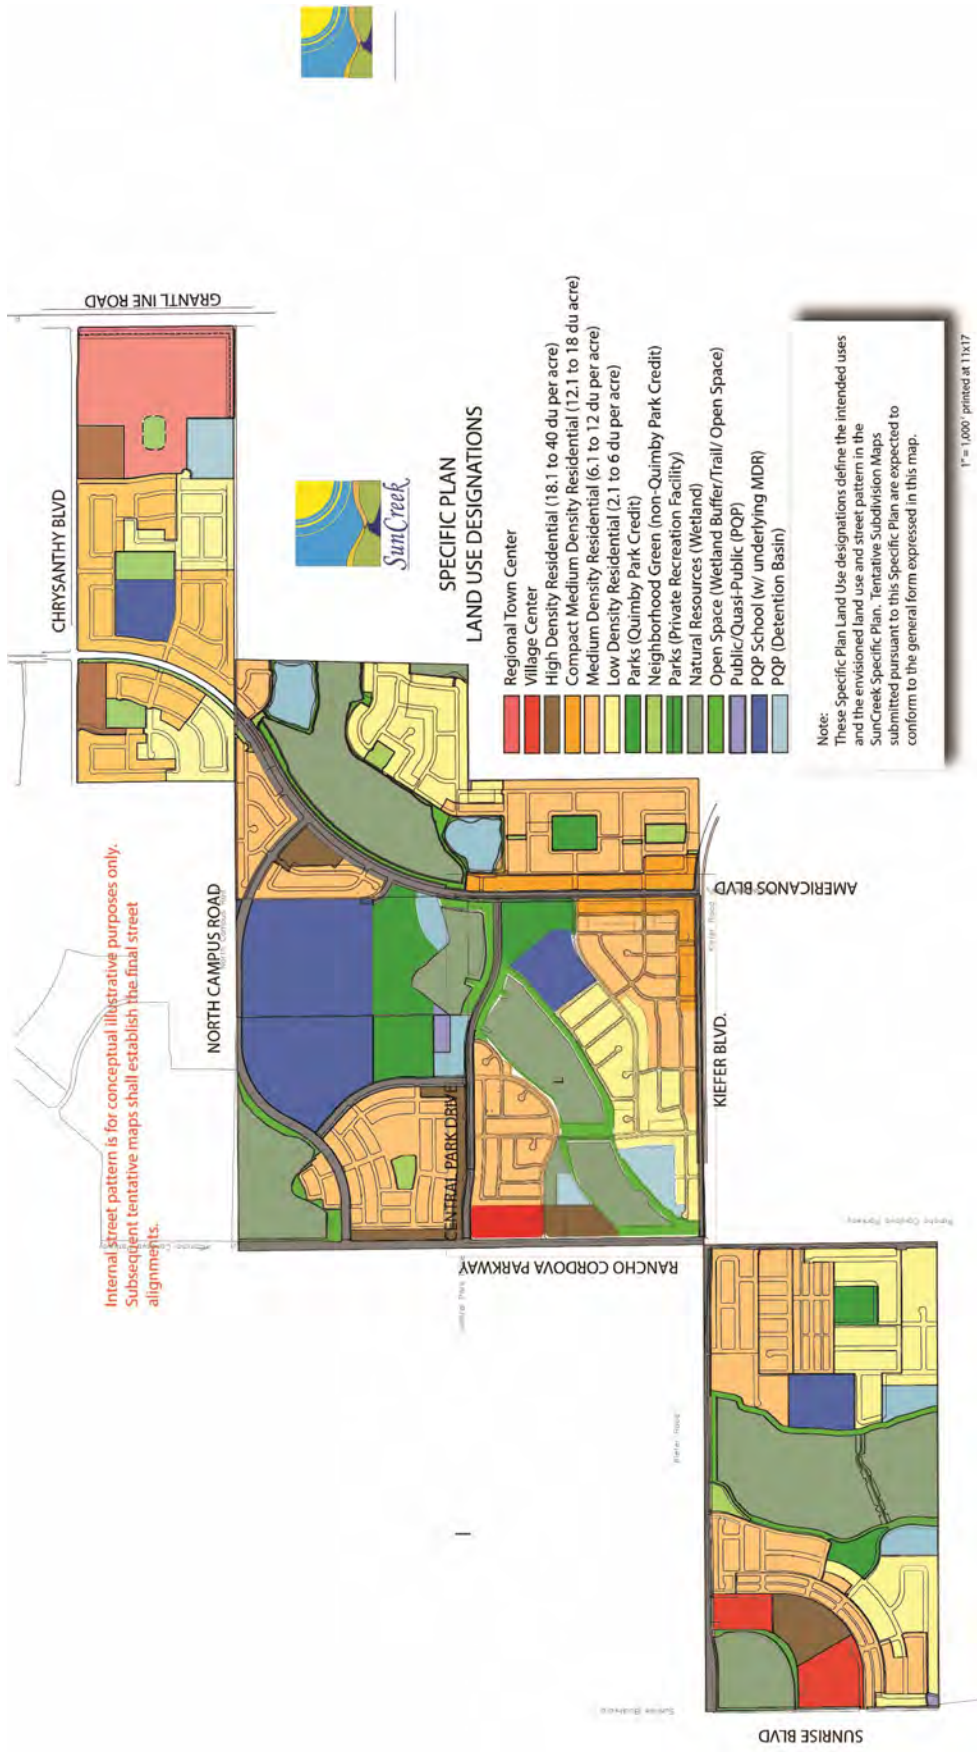 GRANTLINE ROAD
CHRYSANTHY BLVD
SunCreek
SPECIFIC PLAN
LAND USE DESIGNATIONS
Regional Town Center
Village Center
High Density Residential (18.1 to 40 du per acre)
Compact Medium Density Residential (12.1 to 18 du acre)
Medium Density Residential (6.1 to 12 du per acre)
Low Density Residential (2.1 to 6 du per acre)
Parks (Quimby Park Credit)
Neighborhood Green (non-Quimby Park Credit)
Parks (Private Recreation Facility)
Natural Resources (Wetland)
Open Space (Wetland Buffer/Trail/ Open Space)
Public/Quasi-Public (PQP)
PQP School (w/ underlying MDR)
PQP (Detention Basin)
Note:
These Specific Plan Land Use designations define the intended uses
and the envisioned land use and street pattern in the
SunCreek Specific Plan. Tentative Subdivision Maps
submitted pursuant to this Specific Plan are expected to
conform to the general form expressed in this map.
1" = 1,000' printed at 11x17
Internal street pattern is for conceptual illustrative purposes only.
Subsequent tentative maps shall establish the final street
alignments.
NORTH CAMPUS ROAD
AMERICANOS BLVD
Kiefer Road
KIEFER BLVD.
CENTRAL PARK DRIVE
L
RANCHO CORDOVA PARKWAY
Rancho Cordova Parkway
Kiefer Road
Sunrise Boulevard
SUNRISE BLVD